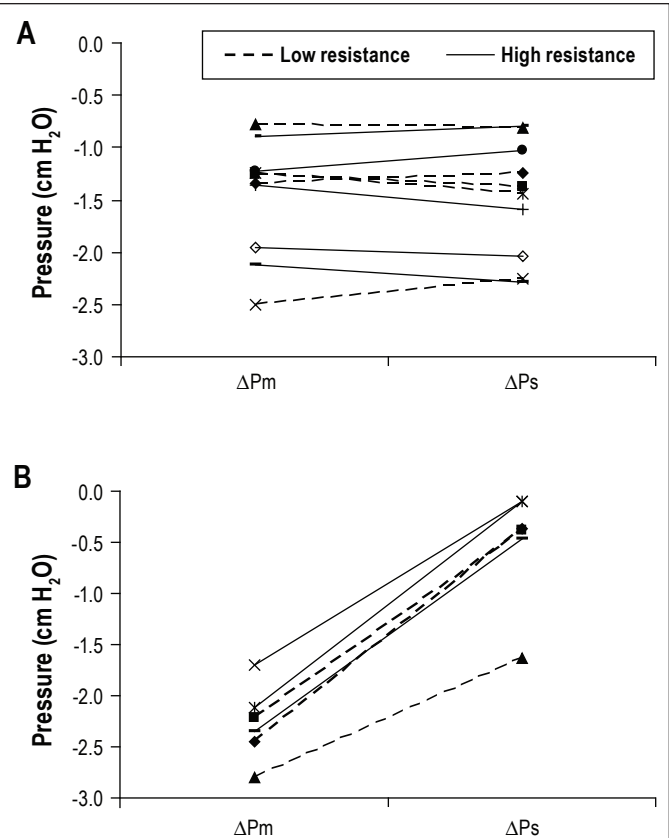 A
Low resistance
High resistance
Pressure (cm H₂O)
0.0
-0.5
-1.0
-1.5
-2.0
-2.5
-3.0
ΔPm
ΔPs
B
Pressure (cm H₂O)
0.0
-0.5
-1.0
-1.5
-2.0
-2.5
-3.0
ΔPm
ΔPs